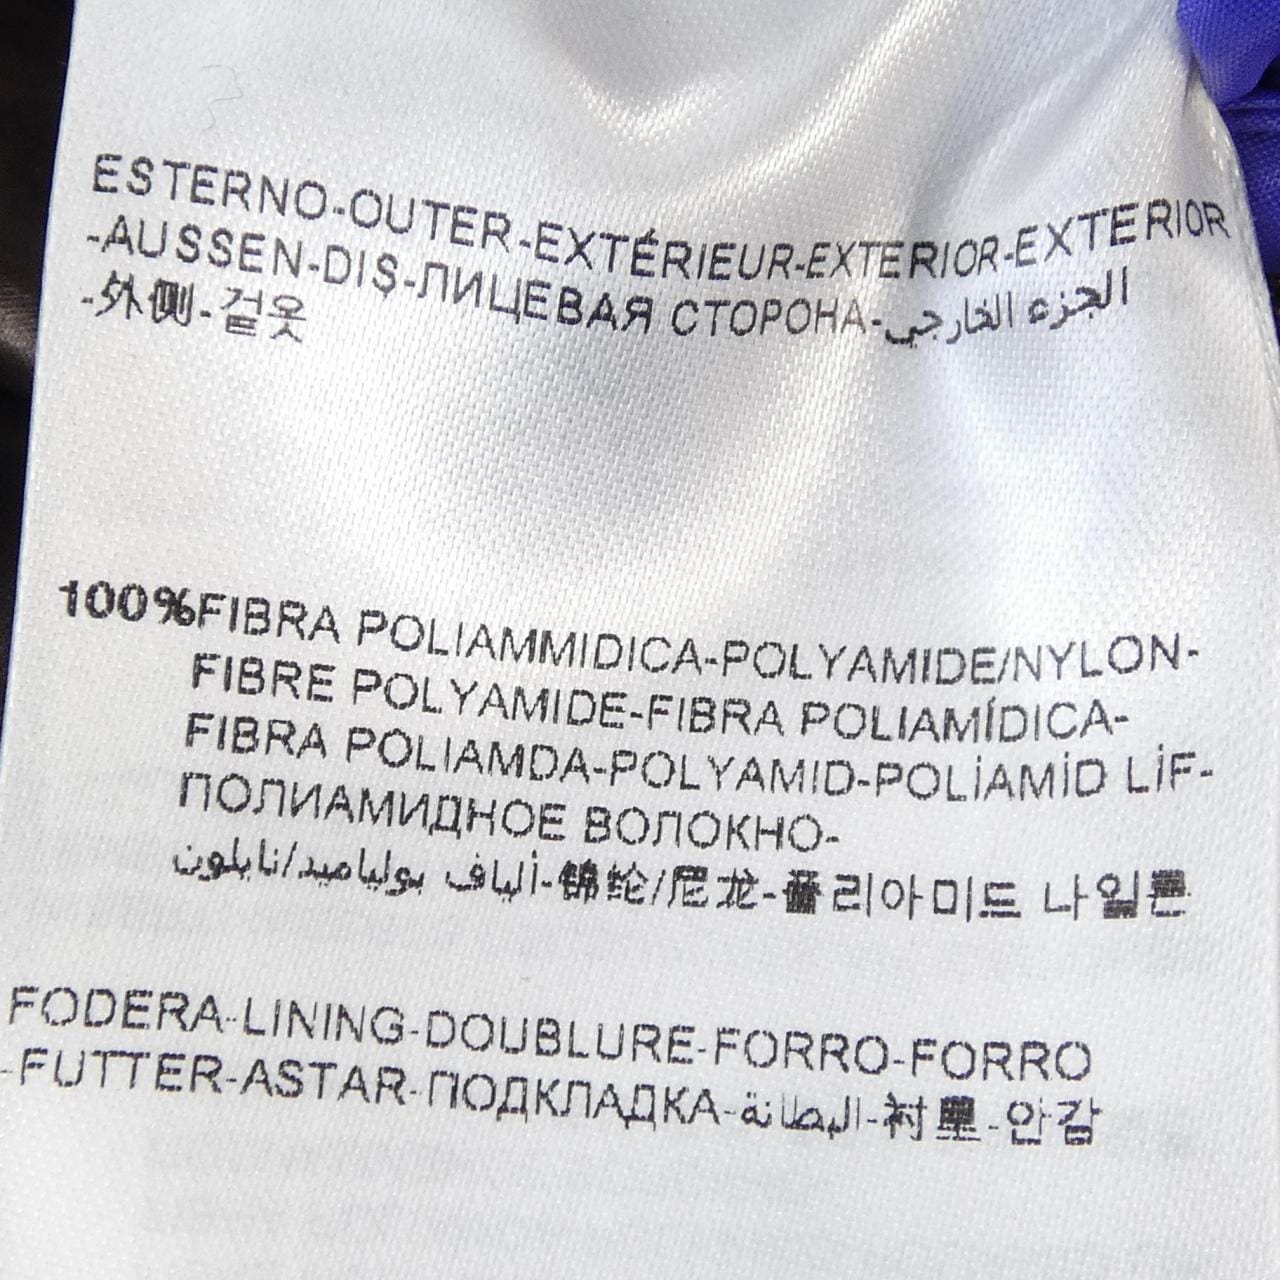 ESTERNO-OUTER-EXTÉRIEUR-EXTERIOR-EXTERIOR
-AUSSEN-DIŞ-ЛИЦЕВАЯ СТОРОНА-الجزء الخارجي
-外侧-겉옷
100%FIBRA POLIAMMIDICA-POLYAMIDE/NYLON-
FIBRE POLYAMIDE-FIBRA POLIAMÍDICA-
FIBRA POLIAMDA-POLYAMID-POLİAMİD LİF-
ПОЛИАМИДНОЕ ВОЛОКНО-
ألياف بولياميد/نايلون-锦纶/尼龙-폴리아미드 나일론
FODERA-LINING-DOUBLURE-FORRO-FORRO
-FUTTER-ASTAR-ПОДКЛАДКА-البطانة-衬里-안감